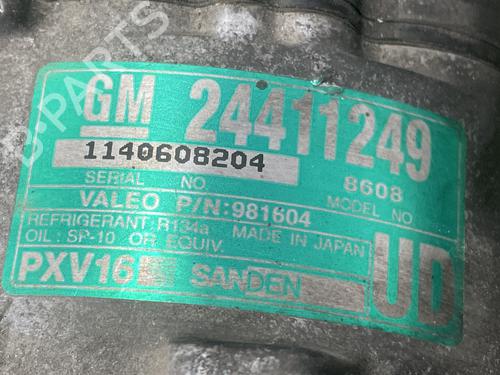 GM 24411249
1140608204
8608
SERIAL NO.
MODEL NO.
VALEO P/N:981604
REFRIGERANT:R134a MADE IN JAPAN
OIL: SP-10 OR EQUIV.
PXV16 SANDEN UD